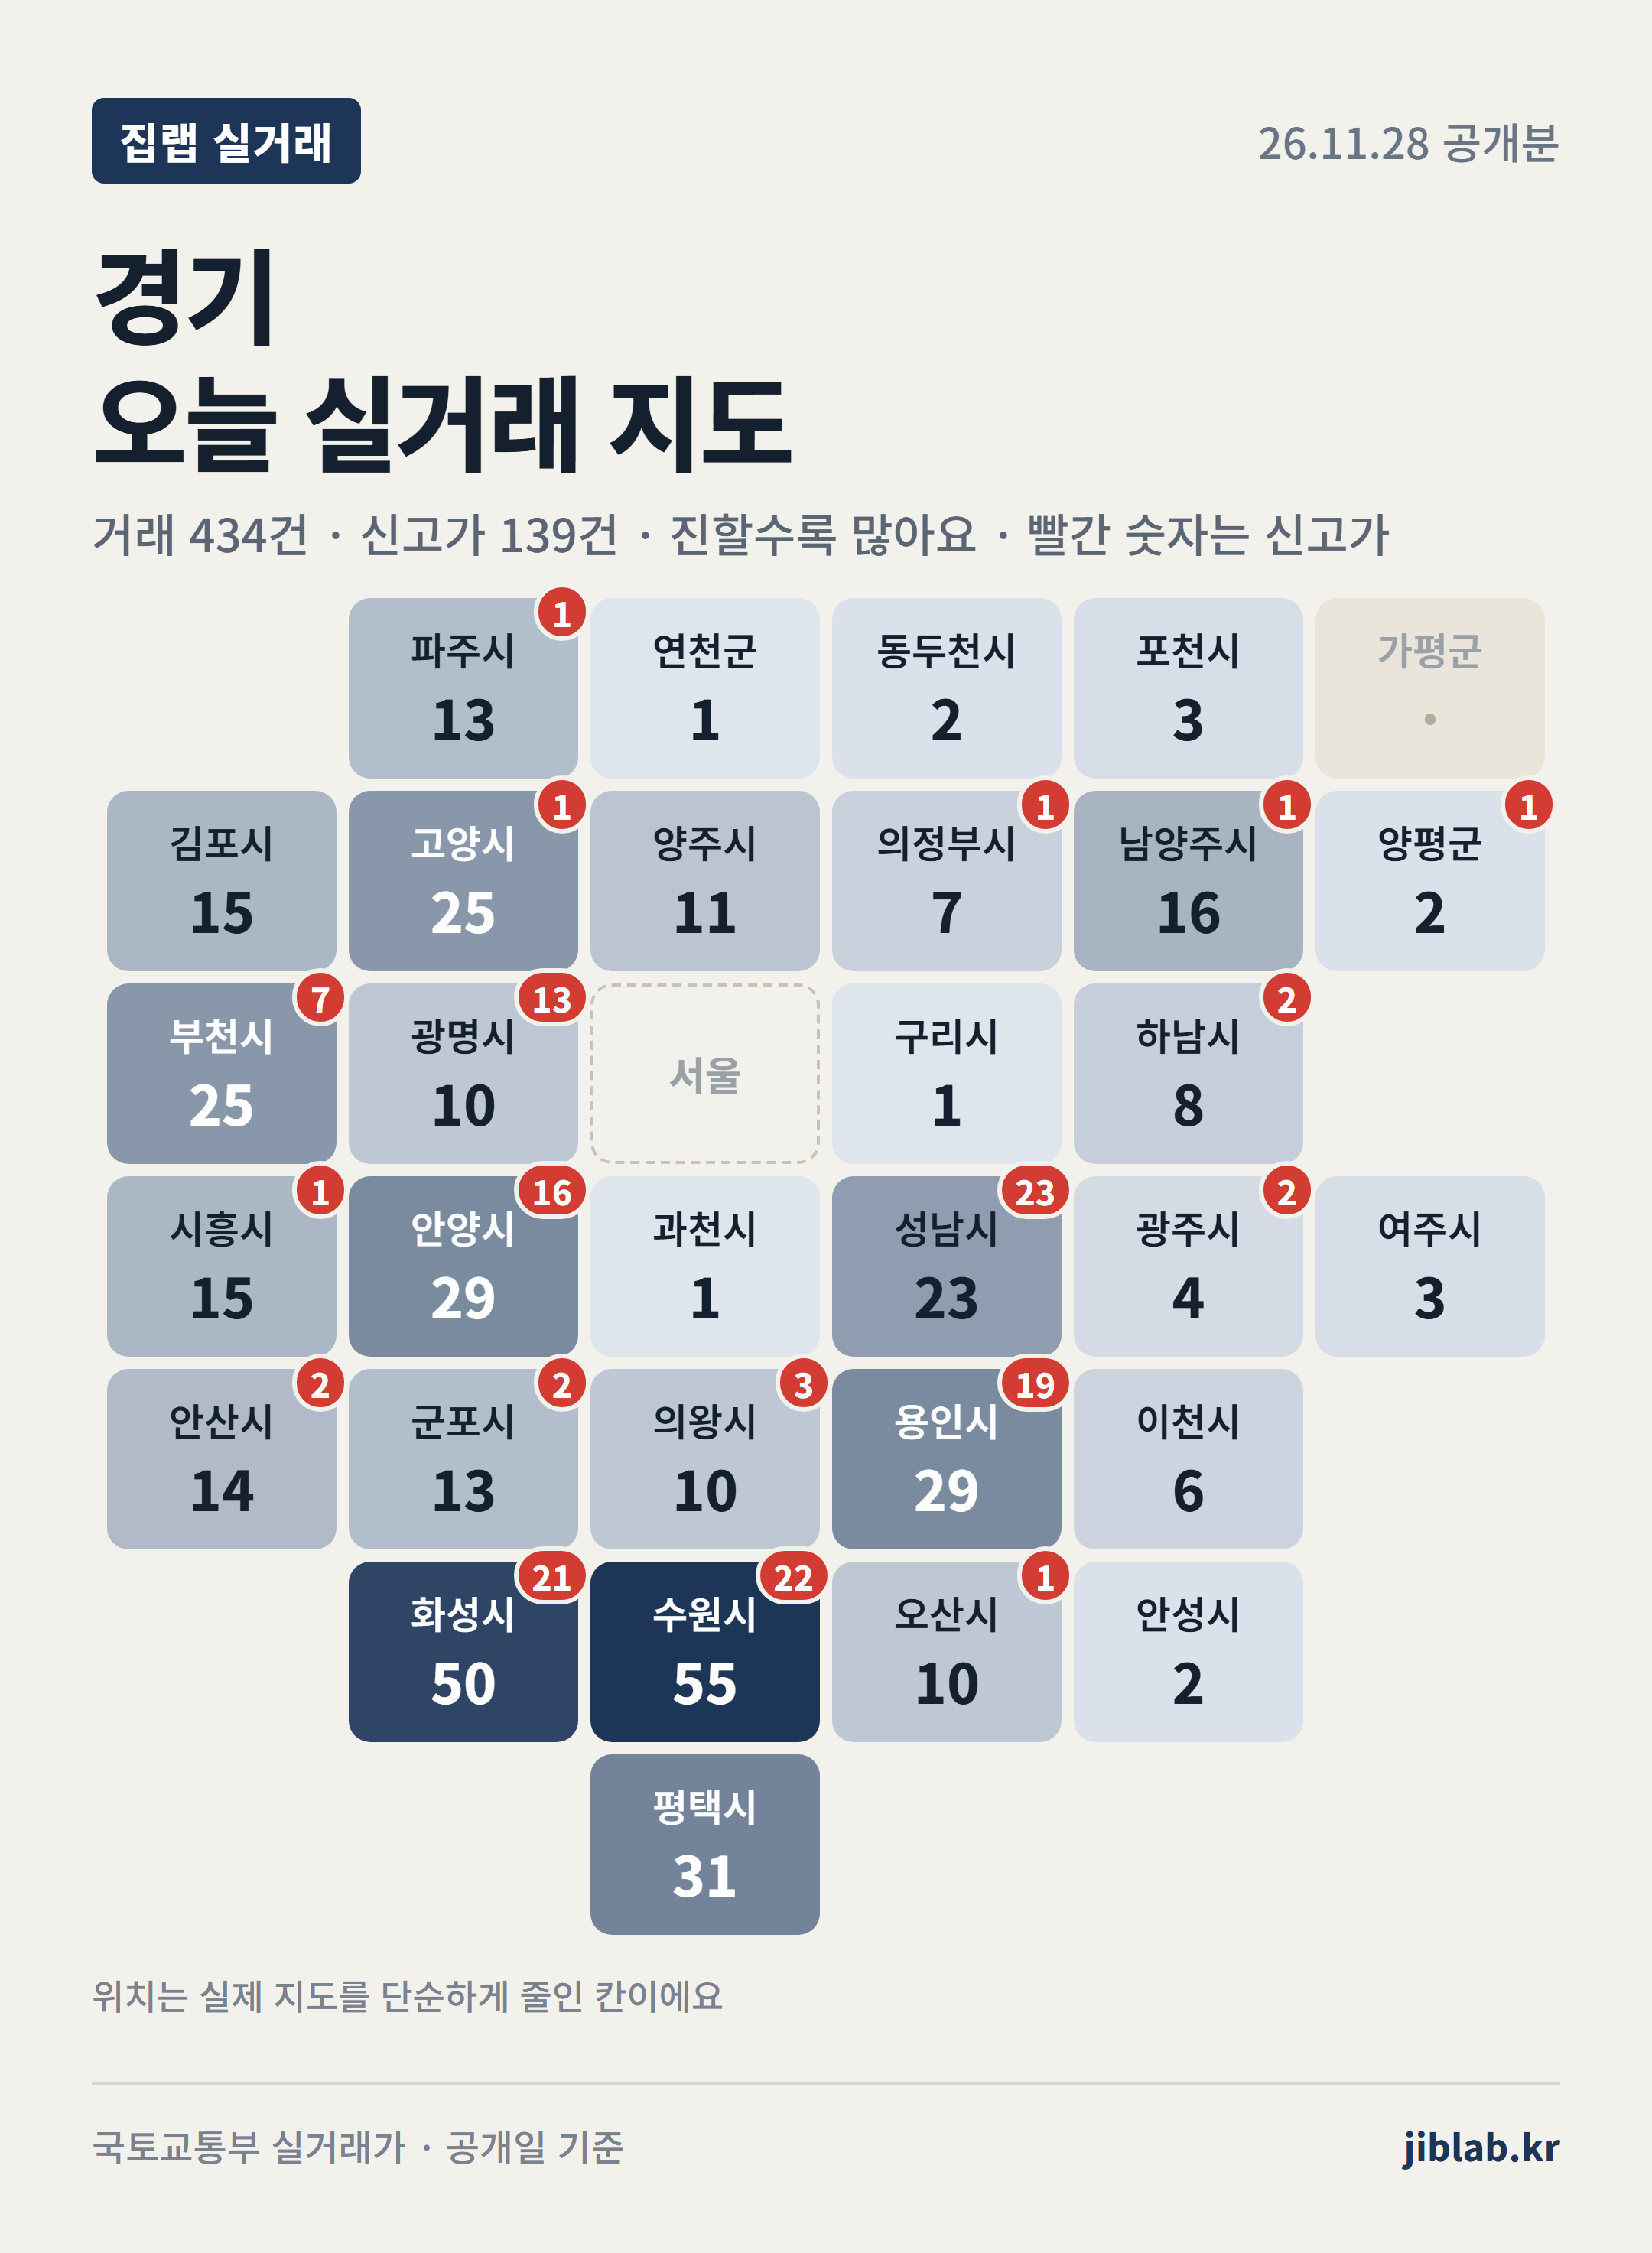 집랩 실거래
26.11.28 공개분
경기
오늘 실거래 지도
거래 434건 · 신고가 139건 · 진할수록 많아요 · 빨간 숫자는 신고가
파주시 1
13
연천군
1
동두천시
2
포천시
3
가평군
·
김포시
15
고양시 1
25
양주시
11
의정부시 1
7
남양주시 1
16
양평군 1
2
부천시 7
25
광명시 13
10
서울
구리시
1
하남시 2
8
시흥시 1
15
안양시 16
29
과천시
1
성남시 23
23
광주시 2
4
여주시
3
안산시 2
14
군포시 2
13
의왕시 3
10
용인시 19
29
이천시
6
화성시 21
50
수원시 22
55
오산시 1
10
안성시
2
평택시
31
위치는 실제 지도를 단순하게 줄인 칸이에요
국토교통부 실거래가 · 공개일 기준
jiblab.kr